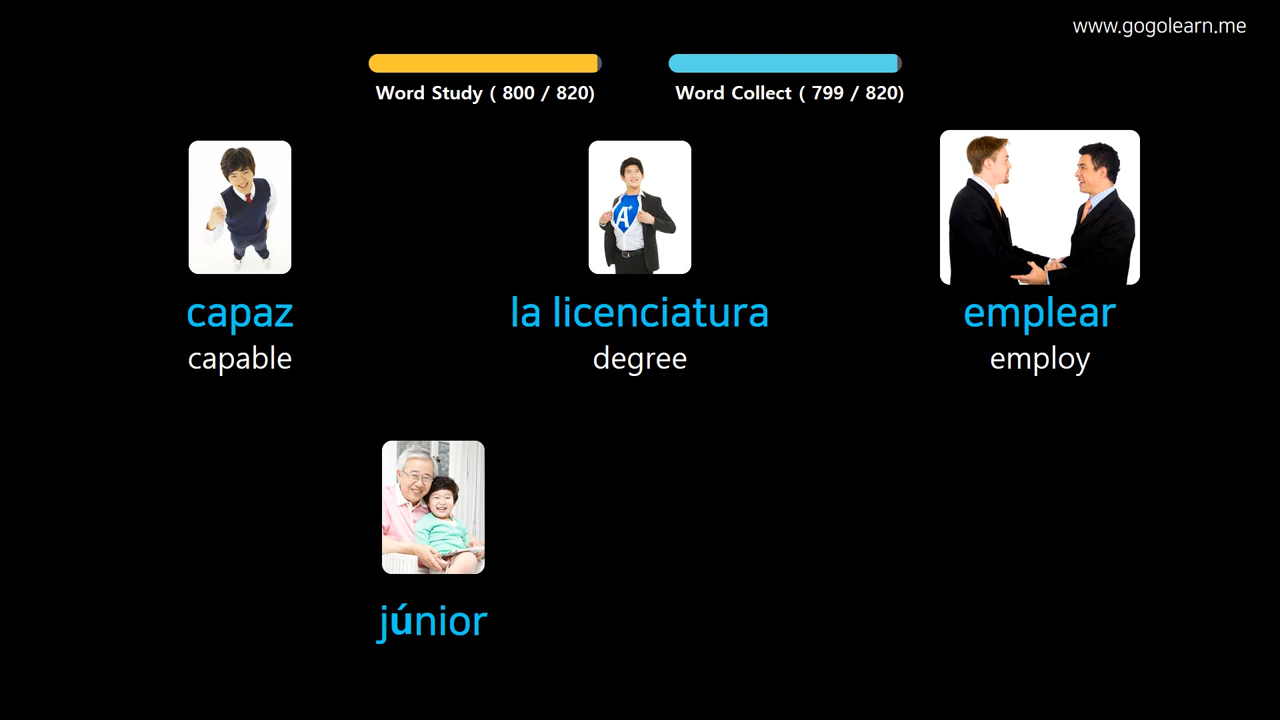 www.gogolearn.me
Word Study ( 800 / 820)
Word Collect ( 799 / 820)
A+
capaz
la licenciatura
emplear
capable
degree
employ
júnior